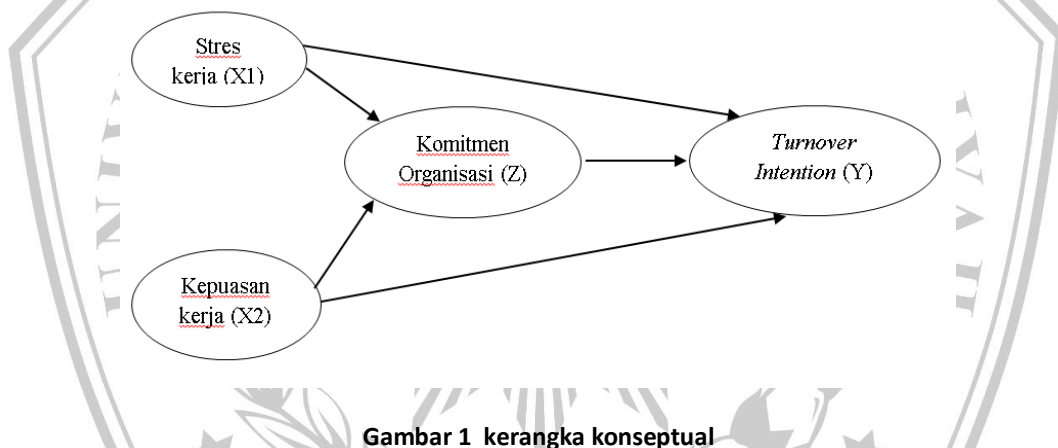 Stres
kerja (X1)
Komitmen
Organisasi (Z)
Turnover
Intention (Y)
Kepuasan
kerja (X2)
Gambar 1 kerangka konseptual